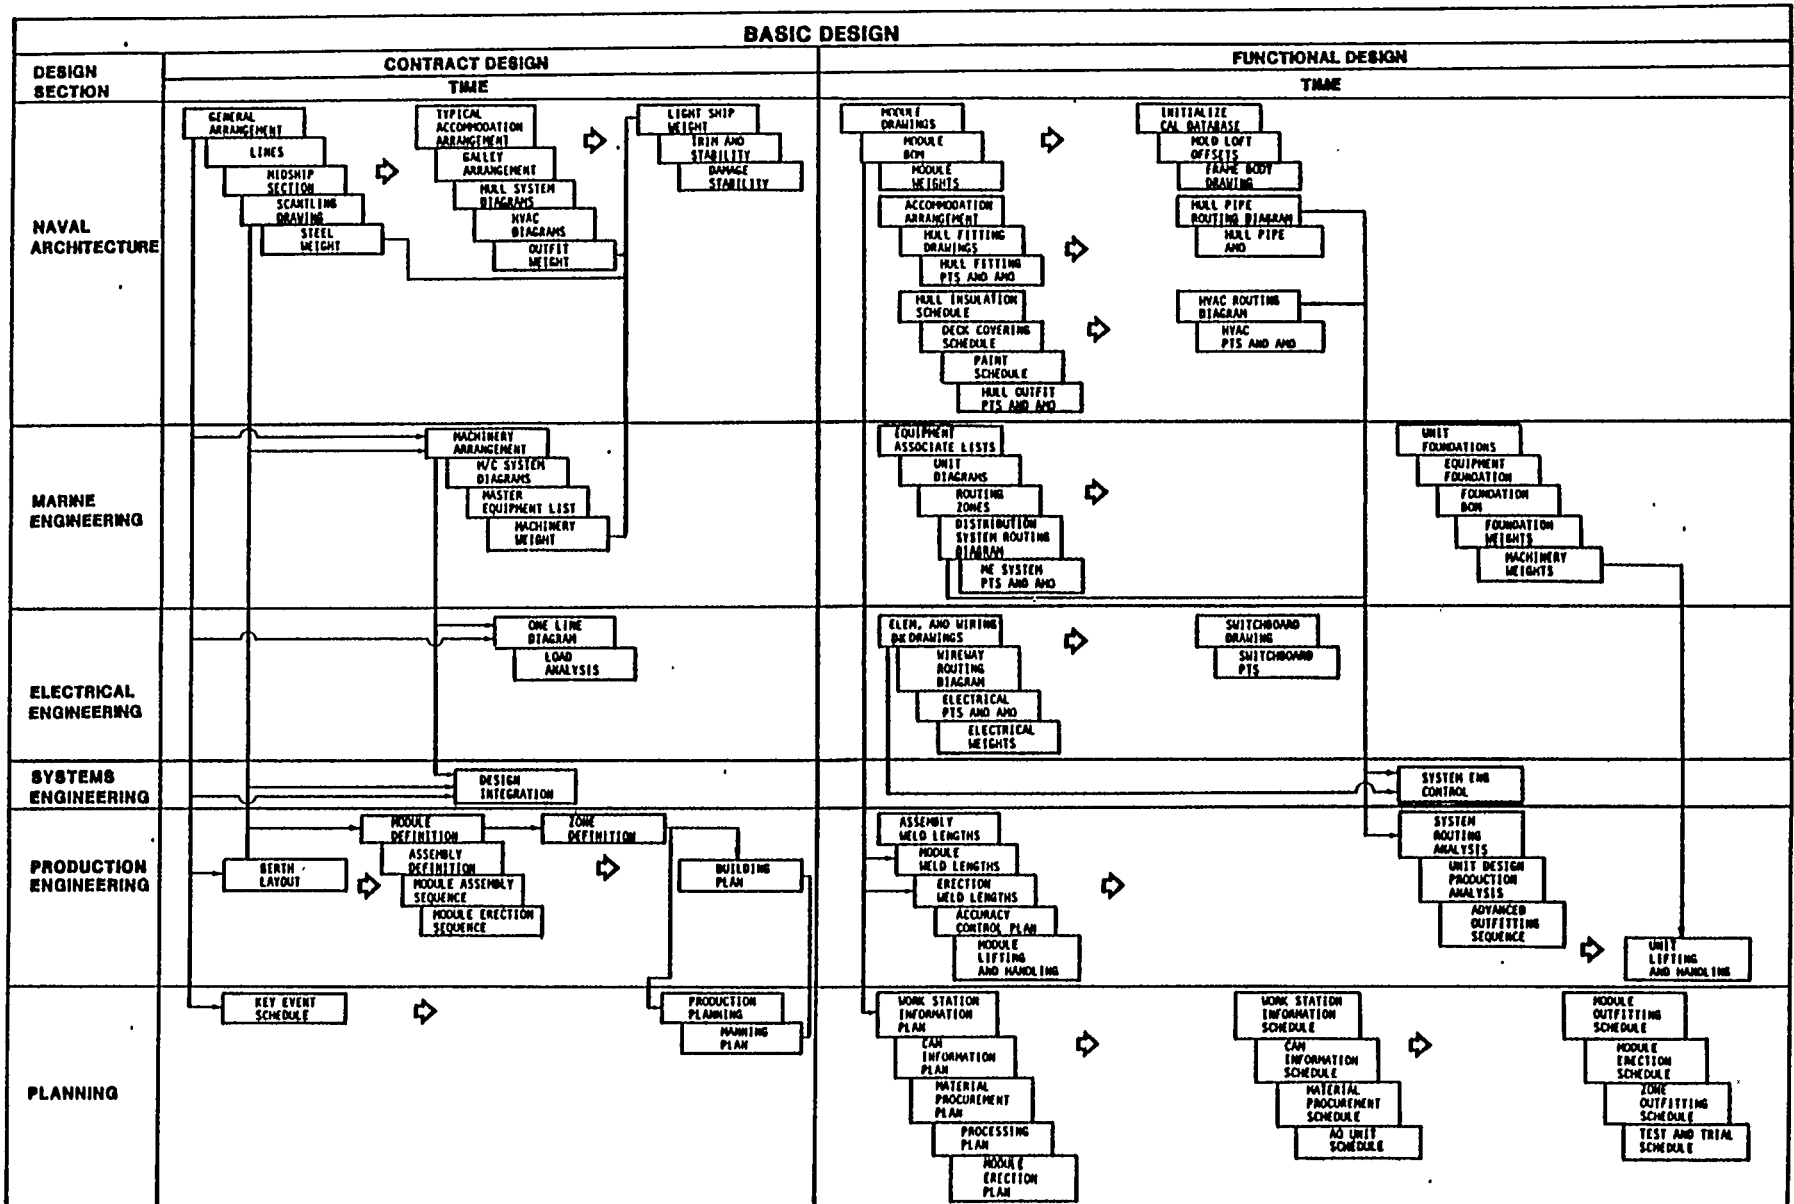 BASIC DESIGN
DESIGN
SECTION
CONTRACT DESIGN
FUNCTIONAL DESIGN
TIME
TIME
NAVAL
ARCHITECTURE
GENERAL
ARRANGEMENT
LINES
MIDSHIP
SECTION
SCANTLING
DRAWING
STEEL
WEIGHT
TYPICAL
ACCOMMODATION
ARRANGEMENT
GALLEY
ARRANGEMENT
HULL SYSTEM
DIAGRAMS
HVAC
DIAGRAMS
OUTFIT
WEIGHT
LIGHT SHIP
WEIGHT
TRIM AND
STABILITY
DAMAGE
STABILITY
MODULE
DRAWINGS
MODULE
BOM
MODULE
WEIGHTS
ACCOMMODATION
ARRANGEMENT
HULL FITTING
DRAWINGS
HULL FITTING
PTS AND AMO
HULL INSULATION
SCHEDULE
DECK COVERING
SCHEDULE
PAINT
SCHEDULE
HULL OUTFIT
PTS AND AMO
INITIALIZE
CAL DATABASE
MOLD LOFT
OFFSETS
FRAME BODY
DRAWING
HULL PIPE
ROUTING DIAGRAM
HULL PIPE
AMO
HVAC ROUTING
DIAGRAM
HVAC
PTS AND AMO
MARINE
ENGINEERING
MACHINERY
ARRANGEMENT
M/C SYSTEM
DIAGRAMS
MASTER
EQUIPMENT LIST
MACHINERY
WEIGHT
EQUIPMENT
ASSOCIATE LISTS
UNIT
DIAGRAMS
ROUTING
ZONES
DISTRIBUTION
SYSTEM ROUTING
DIAGRAM
ME SYSTEM
PTS AND AMO
UNIT
FOUNDATIONS
EQUIPMENT
FOUNDATION
FOUNDATION
BOM
FOUNDATION
WEIGHTS
MACHINERY
WEIGHTS
ELECTRICAL
ENGINEERING
ONE LINE
DIAGRAM
LOAD
ANALYSIS
ELEM. AND WIRING
DRAWINGS
WIREWAY
ROUTING
DIAGRAM
ELECTRICAL
PTS AND AMO
ELECTRICAL
WEIGHTS
SWITCHBOARD
DRAWING
SWITCHBOARD
PTS
SYSTEMS
ENGINEERING
DESIGN
INTEGRATION
SYSTEM ENG
CONTROL
PRODUCTION
ENGINEERING
BERTH
LAYOUT
MODULE
DEFINITION
ASSEMBLY
DEFINITION
MODULE ASSEMBLY
SEQUENCE
MODULE ERECTION
SEQUENCE
ZONE
DEFINITION
BUILDING
PLAN
ASSEMBLY
WELD LENGTHS
MODULE
WELD LENGTHS
ERECTION
WELD LENGTHS
ACCURACY
CONTROL PLAN
MODULE
LIFTING
AND HANDLING
SYSTEM
ROUTING
ANALYSIS
UNIT DESIGN
PRODUCTION
ANALYSIS
ADVANCED
OUTFITTING
SEQUENCE
UNIT
LIFTING
AND HANDLING
PLANNING
KEY EVENT
SCHEDULE
PRODUCTION
PLANNING
MANNING
PLAN
WORK STATION
INFORMATION
PLAN
CAM
INFORMATION
PLAN
MATERIAL
PROCUREMENT
PLAN
PROCESSING
PLAN
MODULE
ERECTION
PLAN
WORK STATION
INFORMATION
SCHEDULE
CAM
INFORMATION
SCHEDULE
MATERIAL
PROCUREMENT
SCHEDULE
AO UNIT
SCHEDULE
MODULE
OUTFITTING
SCHEDULE
MODULE
ERECTION
SCHEDULE
ZONE
OUTFITTING
SCHEDULE
TEST AND TRIAL
SCHEDULE